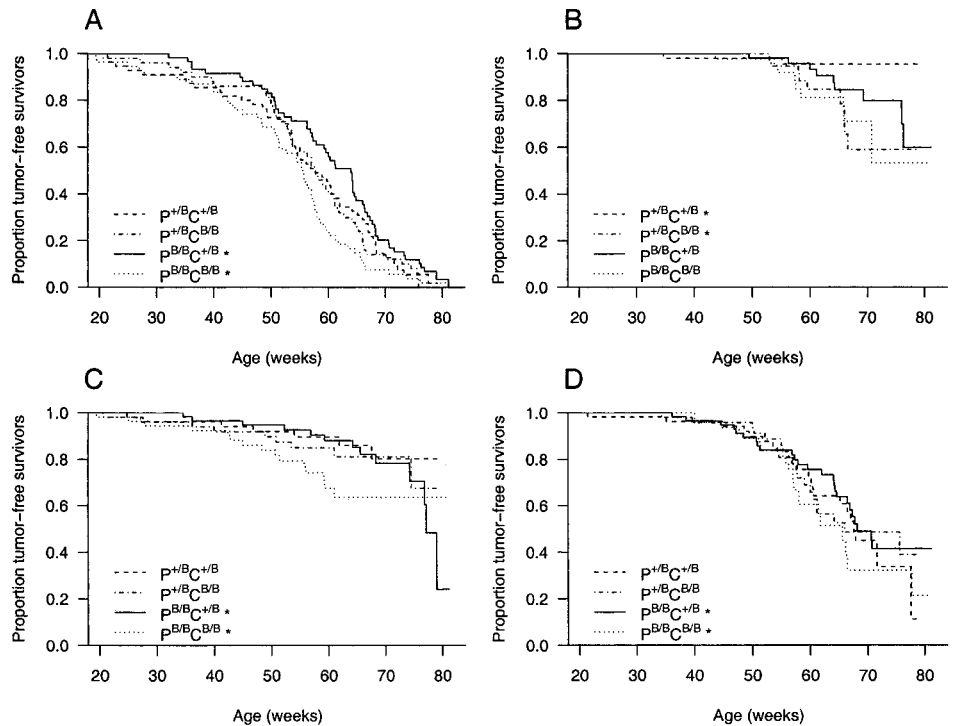 A
Proportion tumor−free survivors
1.0
0.8
0.6
0.4
0.2
0.0
P+/BC+/B
P+/BCB/B
PB/BC+/B *
PB/BCB/B *
20 30 40 50 60 70 80
Age (weeks)
B
Proportion tumor−free survivors
1.0
0.8
0.6
0.4
0.2
0.0
P+/BC+/B *
P+/BCB/B *
PB/BC+/B
PB/BCB/B
20 30 40 50 60 70 80
Age (weeks)
C
Proportion tumor−free survivors
1.0
0.8
0.6
0.4
0.2
0.0
P+/BC+/B
P+/BCB/B
PB/BC+/B *
PB/BCB/B *
20 30 40 50 60 70 80
Age (weeks)
D
Proportion tumor−free survivors
1.0
0.8
0.6
0.4
0.2
0.0
P+/BC+/B
P+/BCB/B
PB/BC+/B *
PB/BCB/B *
20 30 40 50 60 70 80
Age (weeks)